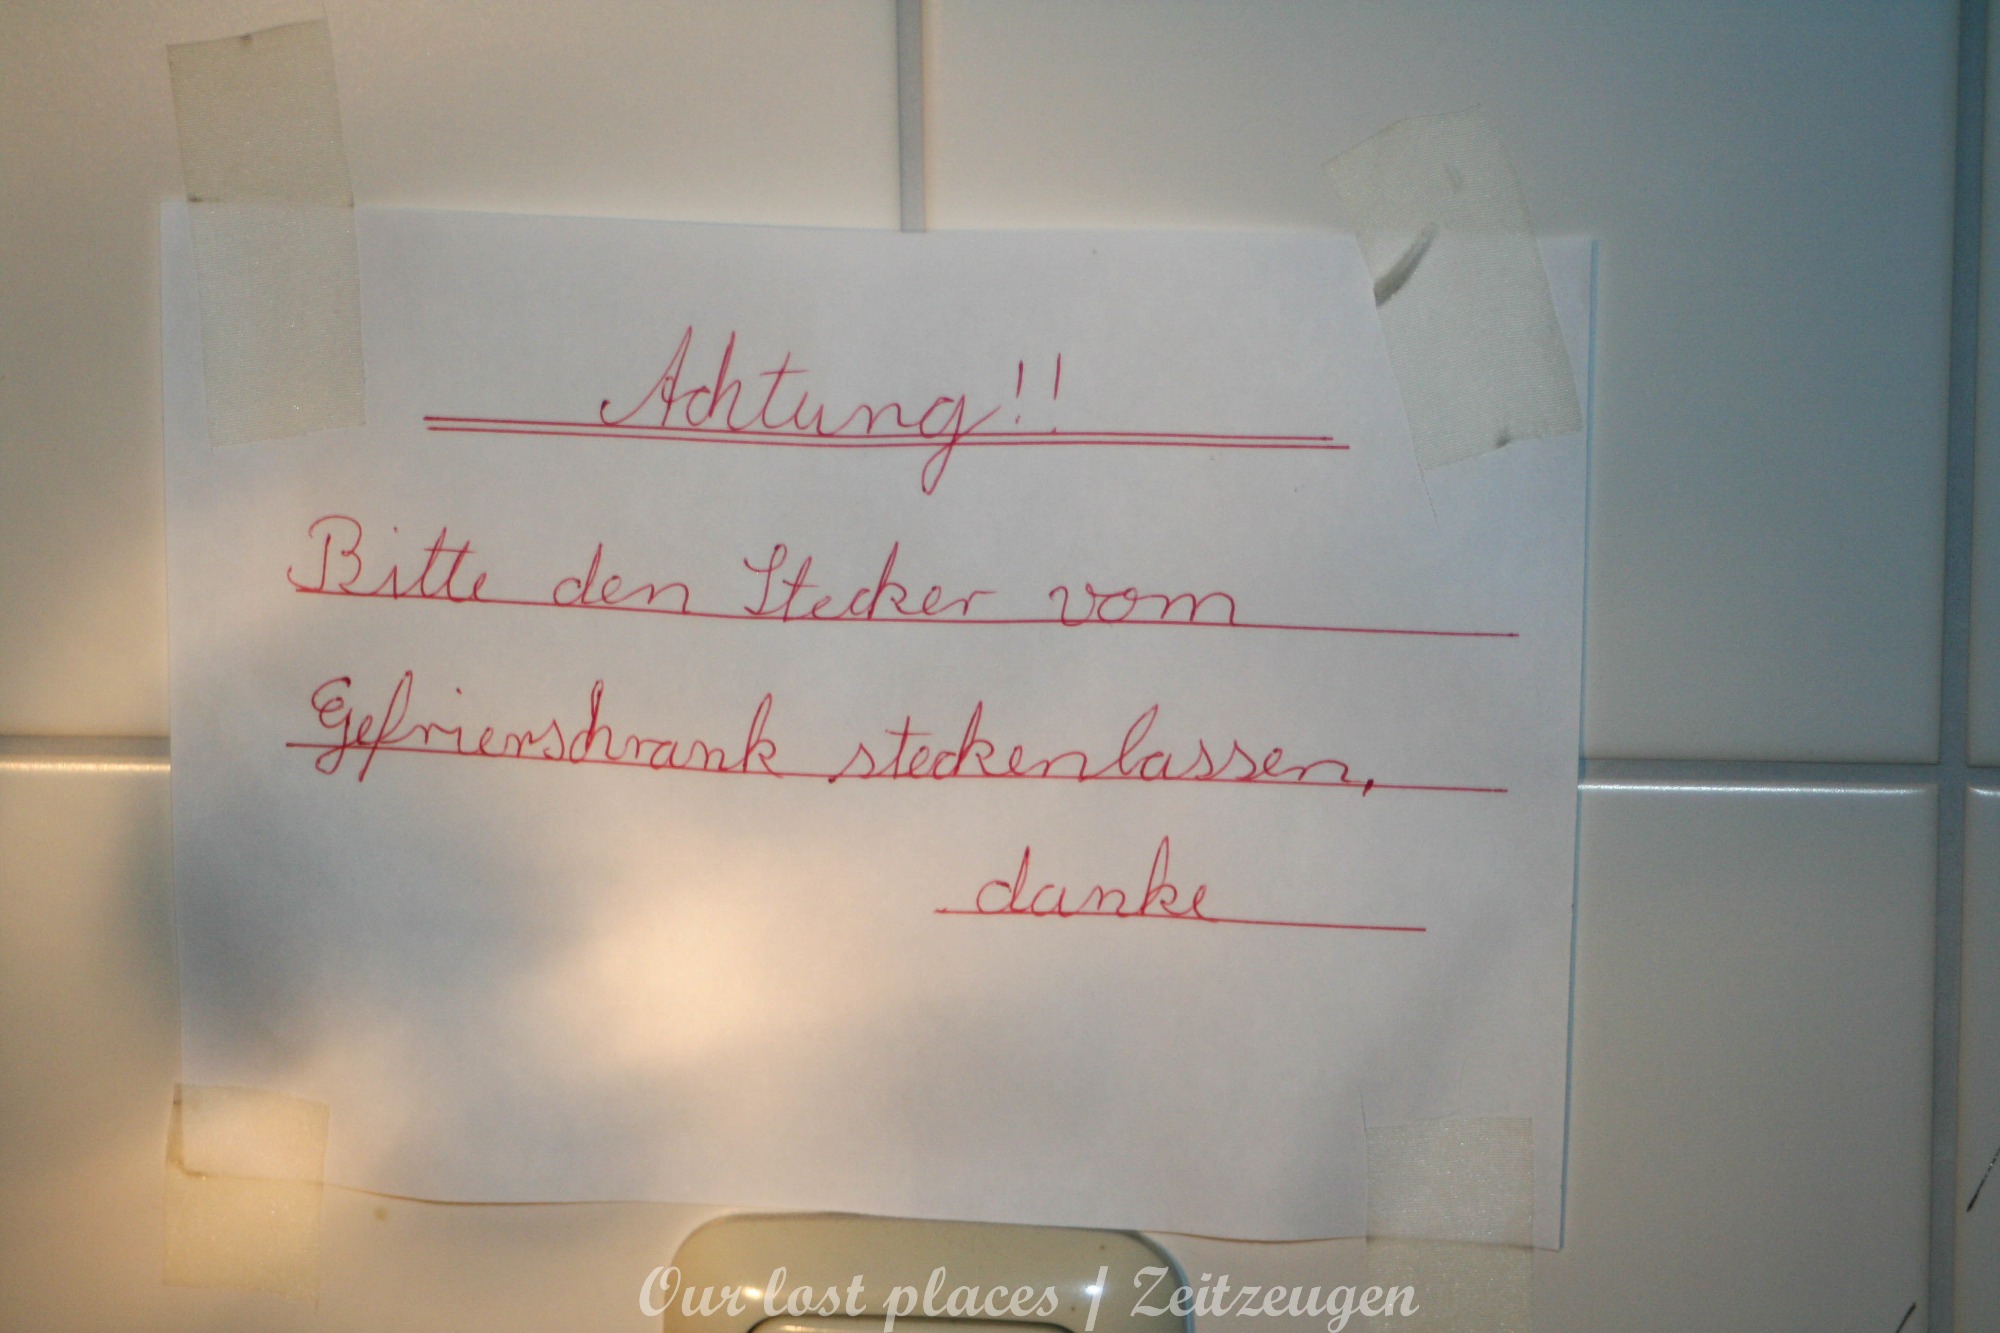 Achtung!!
Bitte den Stecker vom
Gefrierschrank steckenlassen,
danke
Our lost places / Zeitzeugen